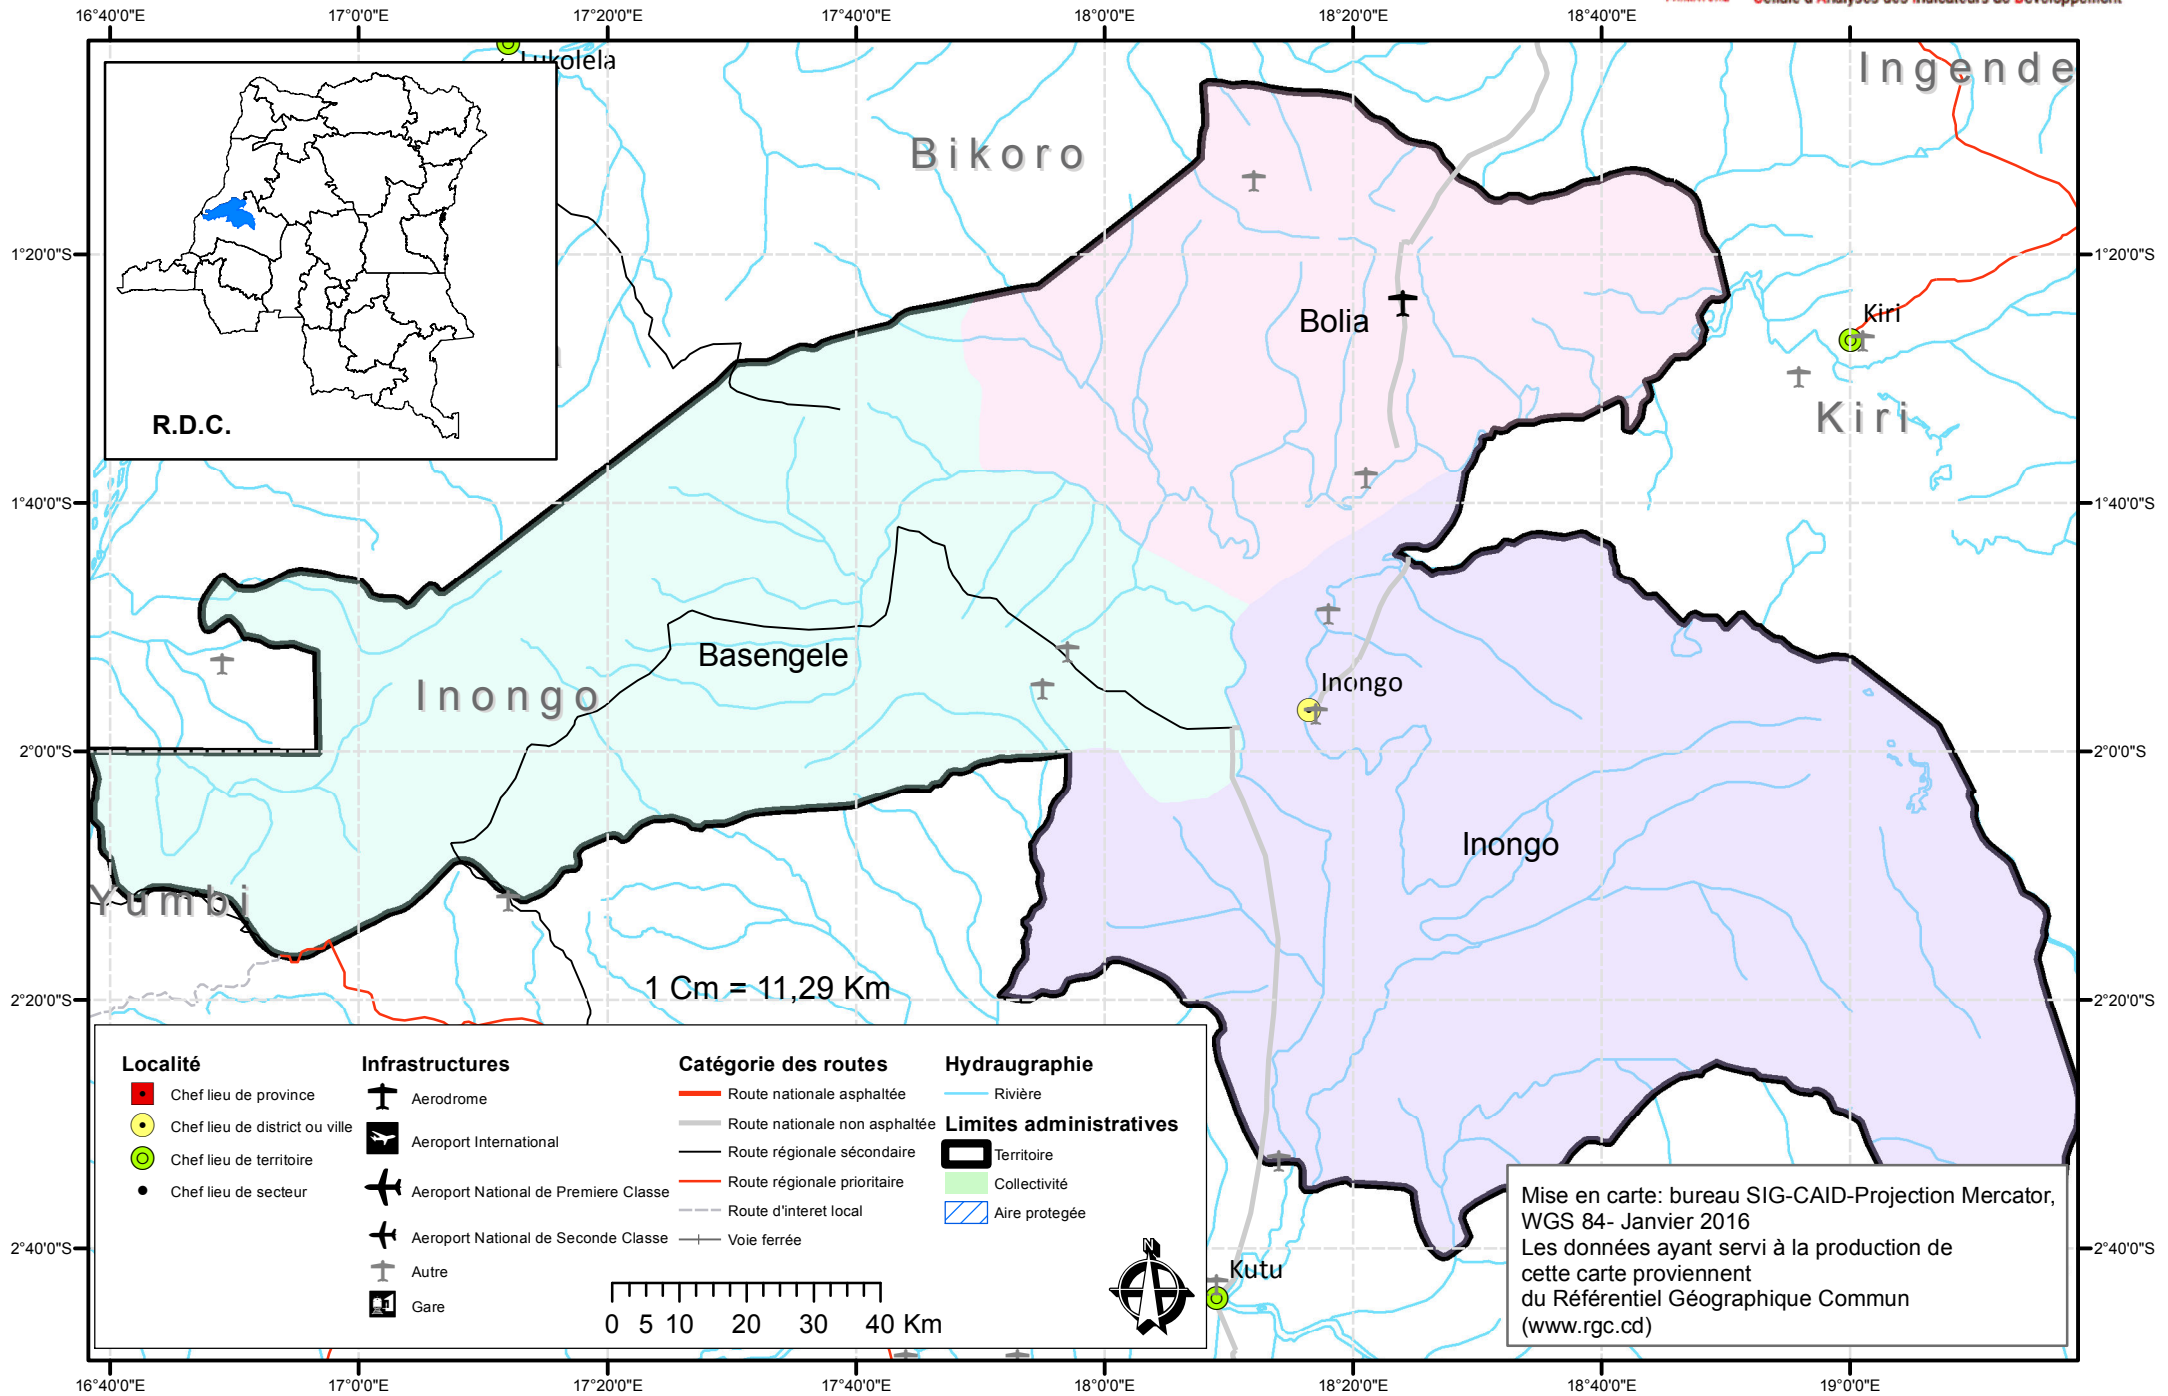 Cellule d'Analyses des Indicateurs de Développement
16°40'0"E 17°0'0"E 17°20'0"E 17°40'0"E 18°0'0"E 18°20'0"E 18°40'0"E 19°0'0"E
Lukolela
Ingende
Bikoro
1°20'0"S
1°20'0"S
Kiri
Bolia
Kiri
R.D.C.
1°40'0"S
1°40'0"S
Basengele
Inongo
Inongo
2°0'0"S
2°0'0"S
Inongo
Yumbi
1 Cm = 11,29 Km
2°20'0"S
2°20'0"S
Localité
Chef lieu de province
Chef lieu de district ou ville
Chef lieu de territoire
Chef lieu de secteur
Infrastructures
Aerodrome
Aeroport International
Aeroport National de Premiere Classe
Aeroport National de Seconde Classe
Autre
Gare
Catégorie des routes
Route nationale asphaltée
Route nationale non asphaltée
Route régionale sécondaire
Route régionale prioritaire
Route d'interet local
Voie ferrée
Hydraugraphie
Rivière
Limites administratives
Territoire
Collectivité
Aire protegée
N
0 5 10 20 30 40 Km
Kutu
Mise en carte: bureau SIG-CAID-Projection Mercator,
WGS 84- Janvier 2016
Les données ayant servi à la production de
cette carte proviennent
du Référentiel Géographique Commun
(www.rgc.cd)
2°40'0"S
2°40'0"S
16°40'0"E 17°0'0"E 17°20'0"E 17°40'0"E 18°0'0"E 18°20'0"E 18°40'0"E 19°0'0"E